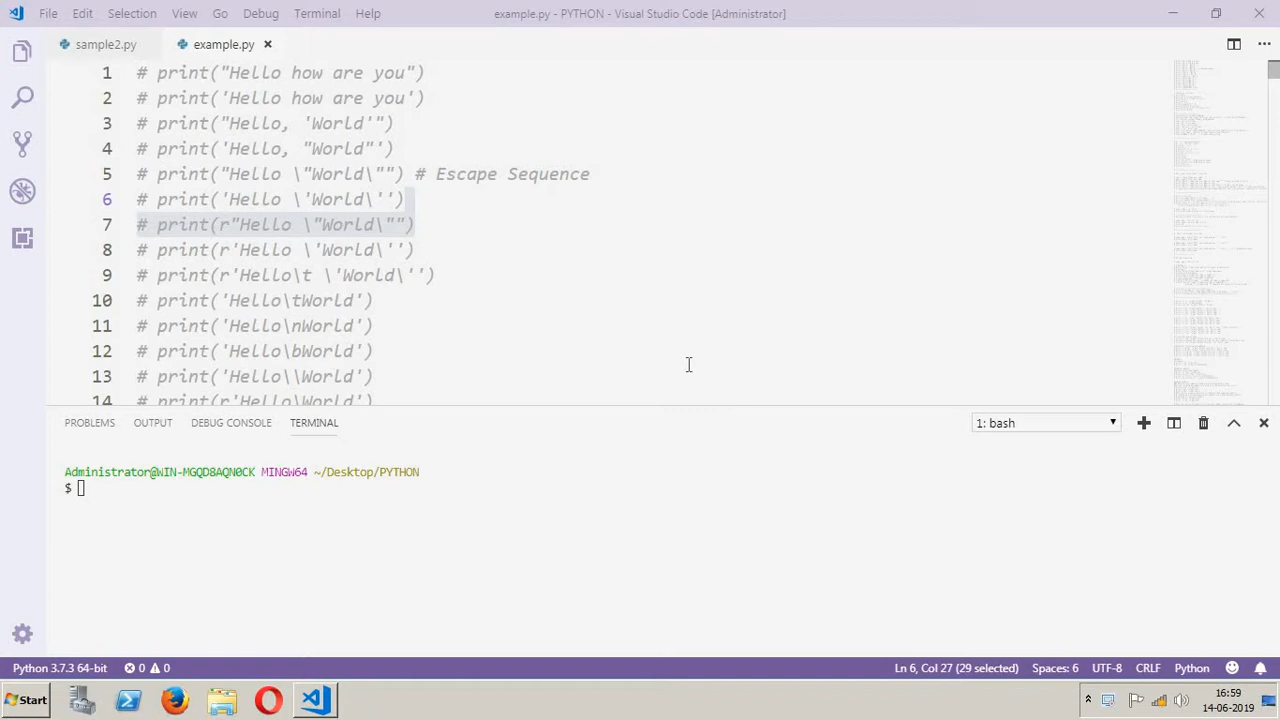 File Edit Selection View Go Debug Terminal Help example.py - PYTHON - Visual Studio Code [Administrator]
sample2.py example.py
1 # print("Hello how are you")
2 # print('Hello how are you')
3 # print("Hello, 'World'")
4 # print('Hello, "World"')
5 # print("Hello \"World\"") # Escape Sequence
6 # print('Hello \'World\'')
7 # print(r"Hello \"World\"")
8 # print(r'Hello \'World\'')
9 # print(r'Hello\t \'World\'')
10 # print('Hello\tWorld')
11 # print('Hello\nWorld')
12 # print('Hello\bWorld')
13 # print('Hello\\World')
14 # print(r'Hello\World')
PROBLEMS OUTPUT DEBUG CONSOLE TERMINAL 1: bash
Administrator@WIN-MGQD8AQN0CK MINGW64 ~/Desktop/PYTHON
$
Python 3.7.3 64-bit 0 0 Ln 6, Col 27 (29 selected) Spaces: 6 UTF-8 CRLF Python
Start 16:59
14-06-2019